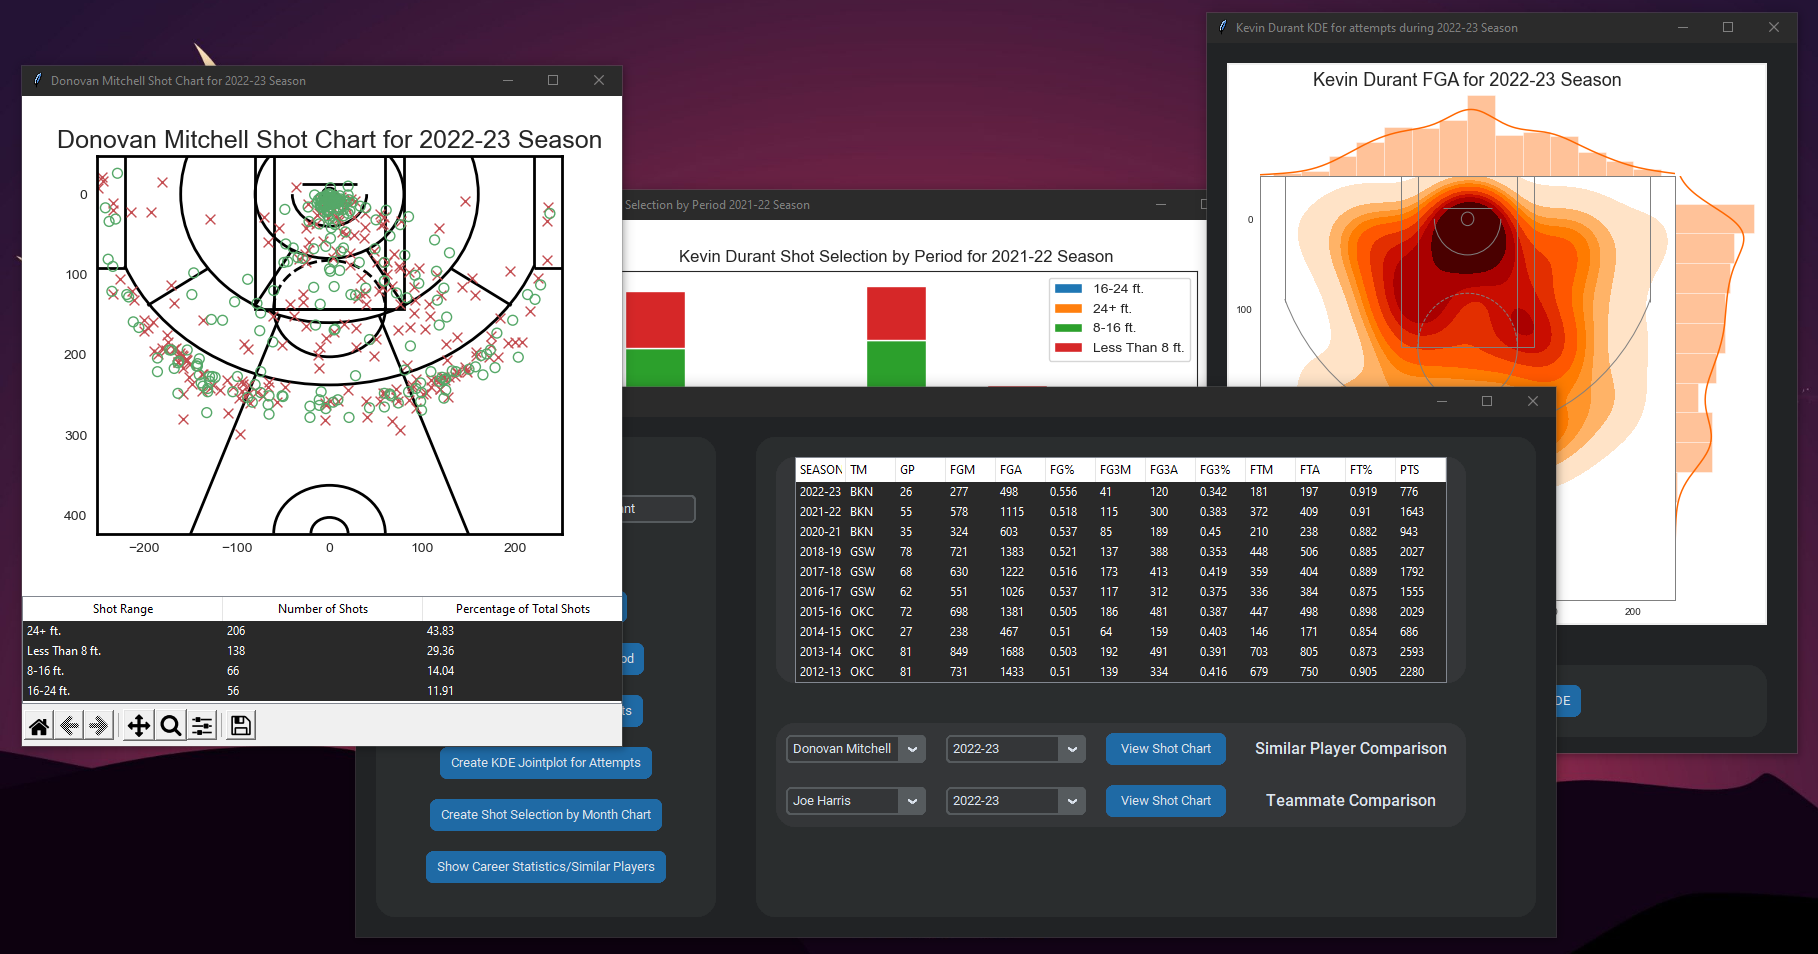 Kevin Durant KDE for attempts during 2022-23 Season
Kevin Durant FGA for 2022-23 Season
0
100
200
DE
Donovan Mitchell Shot Chart for 2022-23 Season
Donovan Mitchell Shot Chart for 2022-23 Season
0
100
200
300
400
−200
−100
0
100
200
Shot Range Number of Shots Percentage of Total Shots
24+ ft. 206 43.83
Less Than 8 ft. 138 29.36
8-16 ft. 66 14.04
16-24 ft. 56 11.91
Selection by Period 2021-22 Season
Kevin Durant Shot Selection by Period for 2021-22 Season
16-24 ft.
24+ ft.
8-16 ft.
Less Than 8 ft.
ant
od
ts
Create KDE Jointplot for Attempts
Create Shot Selection by Month Chart
Show Career Statistics/Similar Players
SEASON TM GP FGM FGA FG% FG3M FG3A FG3% FTM FTA FT% PTS
2022-23 BKN 26 277 498 0.556 41 120 0.342 181 197 0.919 776
2021-22 BKN 55 578 1115 0.518 115 300 0.383 372 409 0.91 1643
2020-21 BKN 35 324 603 0.537 85 189 0.45 210 238 0.882 943
2018-19 GSW 78 721 1383 0.521 137 388 0.353 448 506 0.885 2027
2017-18 GSW 68 630 1222 0.516 173 413 0.419 359 404 0.889 1792
2016-17 GSW 62 551 1026 0.537 117 312 0.375 336 384 0.875 1555
2015-16 OKC 72 698 1381 0.505 186 481 0.387 447 498 0.898 2029
2014-15 OKC 27 238 467 0.51 64 159 0.403 146 171 0.854 686
2013-14 OKC 81 849 1688 0.503 192 491 0.391 703 805 0.873 2593
2012-13 OKC 81 731 1433 0.51 139 334 0.416 679 750 0.905 2280
Donovan Mitchell 2022-23 View Shot Chart Similar Player Comparison
Joe Harris 2022-23 View Shot Chart Teammate Comparison